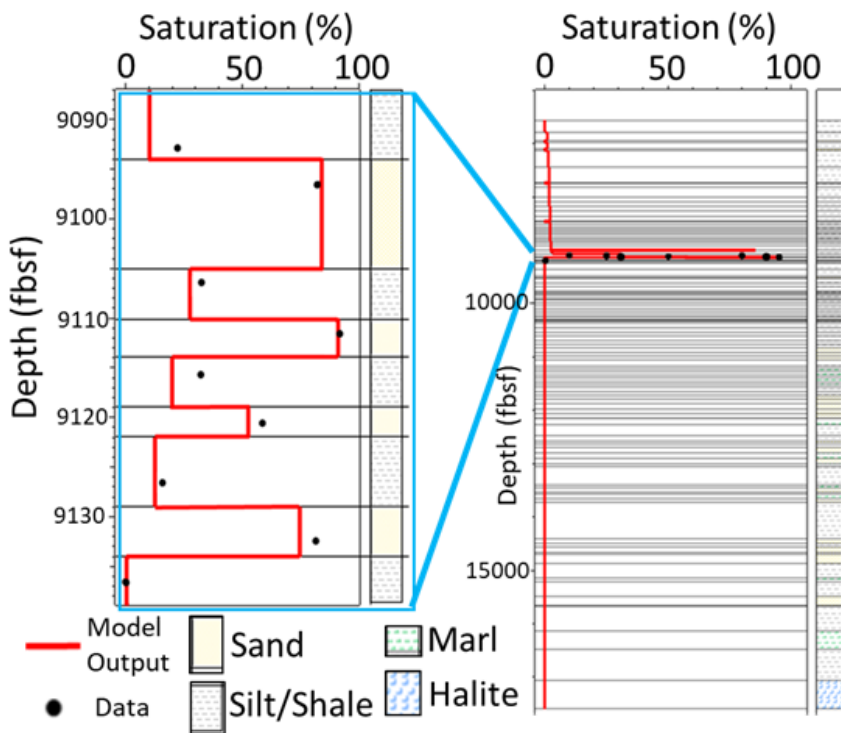 Saturation (%)
0 50 100
Depth (fbsf)
9090
9100
9110
9120
9130
Saturation (%)
0 50 100
Depth (fbsf)
10000
15000
Model Output
Data
Sand
Silt/Shale
Marl
Halite